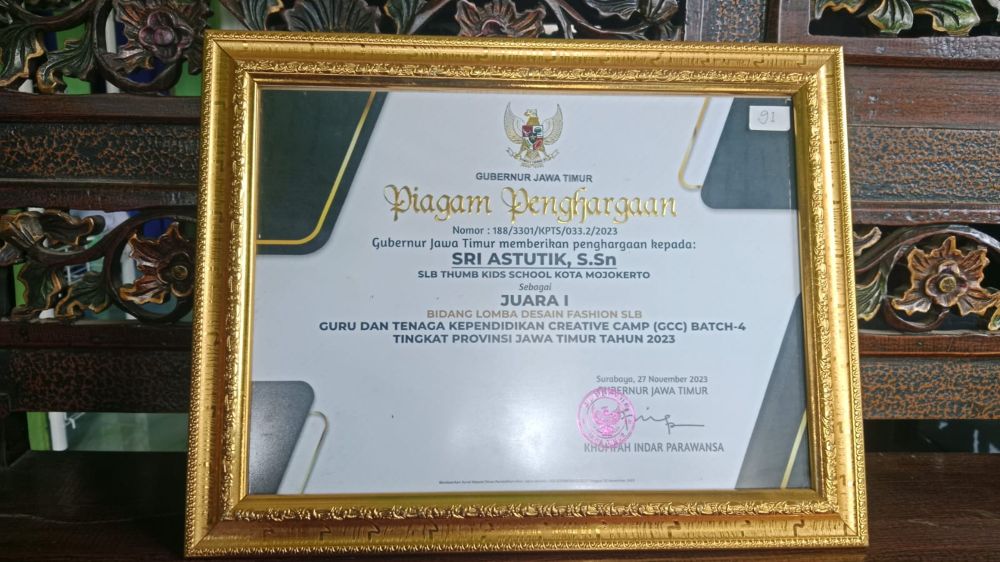 91
GUBERNUR JAWA TIMUR
Piagam Penghargaan
Nomor : 188/3301/KPTS/033.2/2023
Gubernur Jawa Timur memberikan penghargaan kepada:
SRI ASTUTIK, S.Sn
SLB THUMB KIDS SCHOOL KOTA MOJOKERTO
Sebagai
JUARA I
BIDANG LOMBA DESAIN FASHION SLB
GURU DAN TENAGA KEPENDIDIKAN CREATIVE CAMP (GCC) BATCH-4
TINGKAT PROVINSI JAWA TIMUR TAHUN 2023
Surabaya, 27 November 2023
GUBERNUR JAWA TIMUR
KHOFIFAH INDAR PARAWANSA